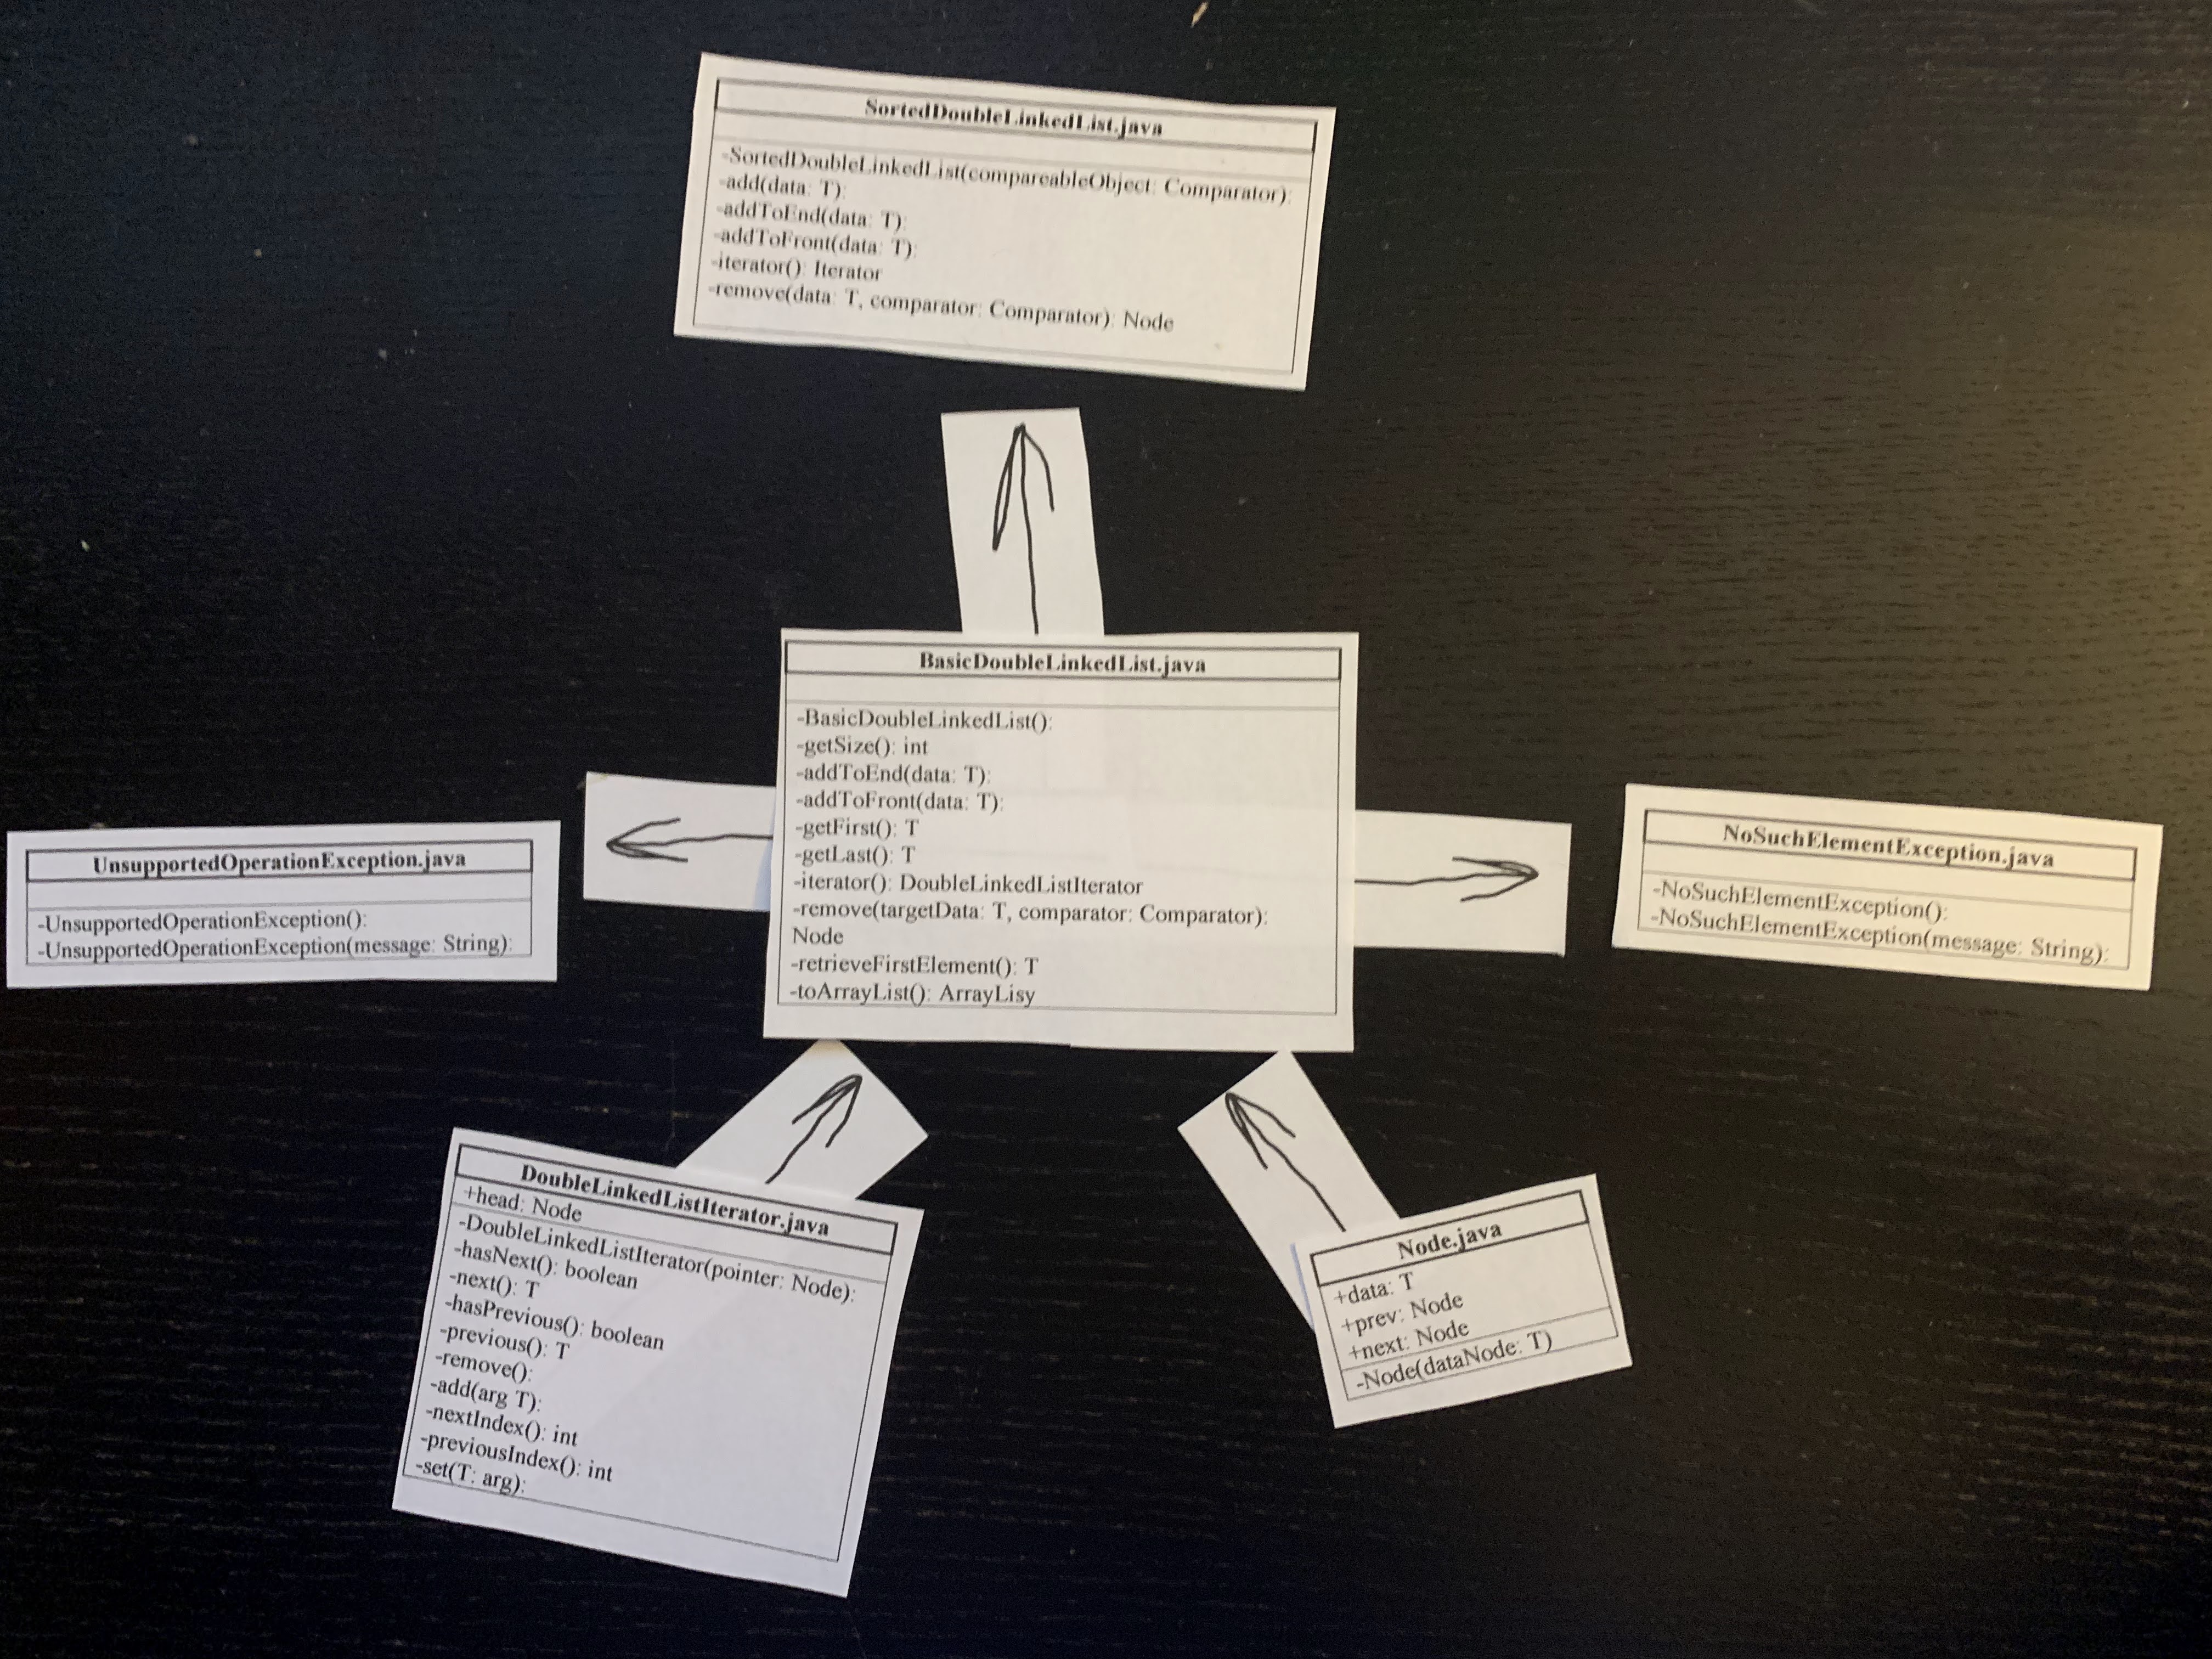 SortedDoubleLinkedList.java
-SortedDoubleLinkedList(compareableObject: Comparator):
-add(data: T):
-addToEnd(data: T):
-addToFront(data: T):
-iterator(): Iterator
-remove(data: T, comparator: Comparator): Node
BasicDoubleLinkedList.java
-BasicDoubleLinkedList():
-getSize(): int
-addToEnd(data: T):
-addToFront(data: T):
-getFirst(): T
-getLast(): T
-iterator(): DoubleLinkedListIterator
-remove(targetData: T, comparator: Comparator):
Node
-retrieveFirstElement(): T
-toArrayList(): ArrayLisy
UnsupportedOperationException.java
-UnsupportedOperationException():
-UnsupportedOperationException(message: String):
NoSuchElementException.java
-NoSuchElementException():
-NoSuchElementException(message: String):
DoubleLinkedListIterator.java
+head: Node
-DoubleLinkedListIterator(pointer: Node):
-hasNext(): boolean
-next(): T
-hasPrevious(): boolean
-previous(): T
-remove():
-add(arg T):
-nextIndex(): int
-previousIndex(): int
-set(T: arg):
Node.java
+data: T
+prev: Node
+next: Node
-Node(dataNode: T)